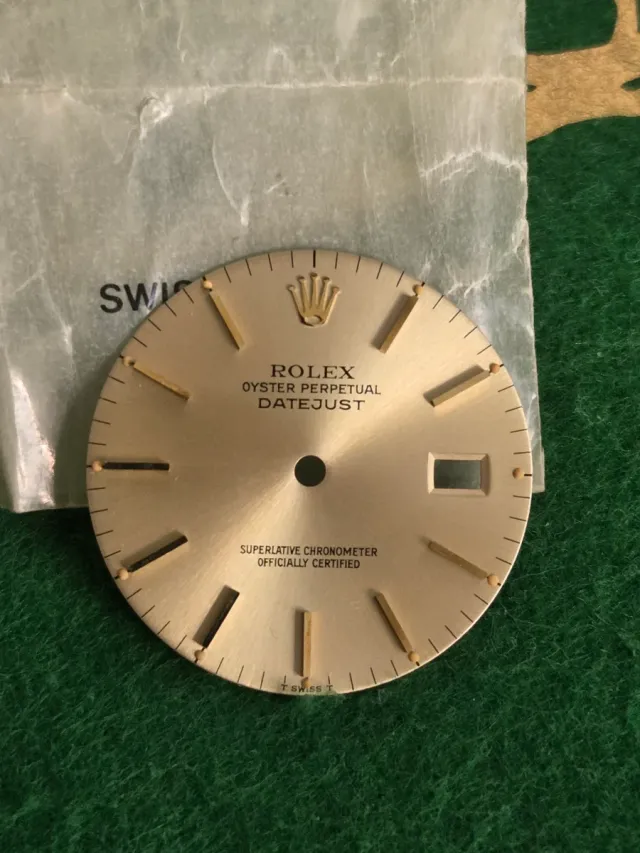 SWIS
ROLEX
OYSTER PERPETUAL
DATEJUST
SUPERLATIVE CHRONOMETER
OFFICIALLY CERTIFIED
T SWISS T